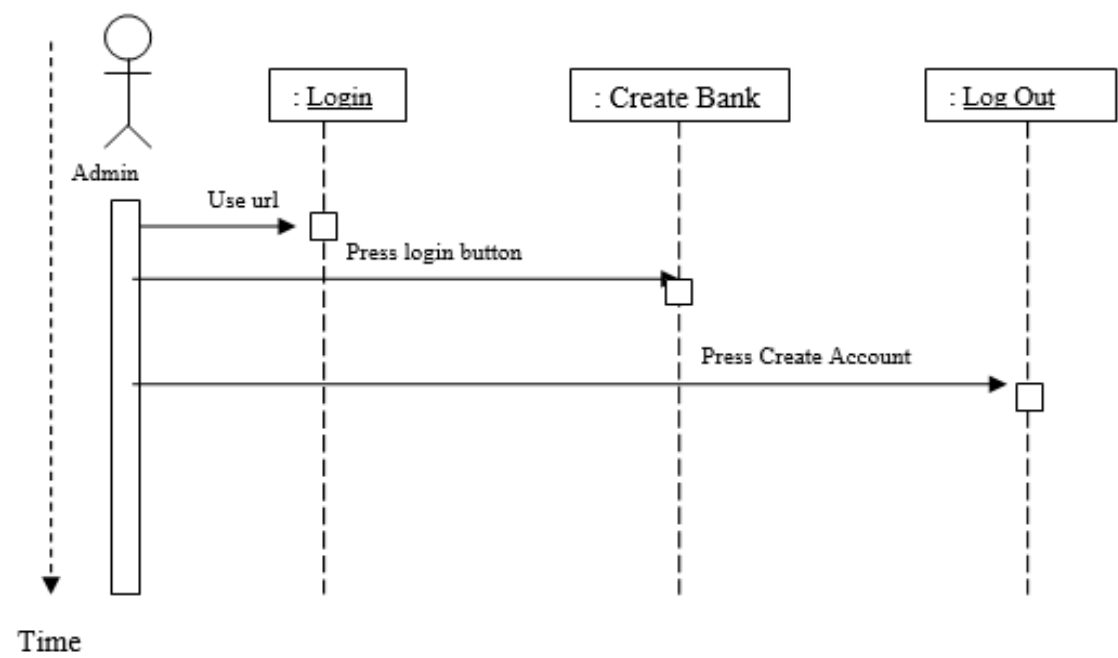 : Login
: Create Bank
: Log Out
Admin
Use url
Press login button
Press Create Account
Time